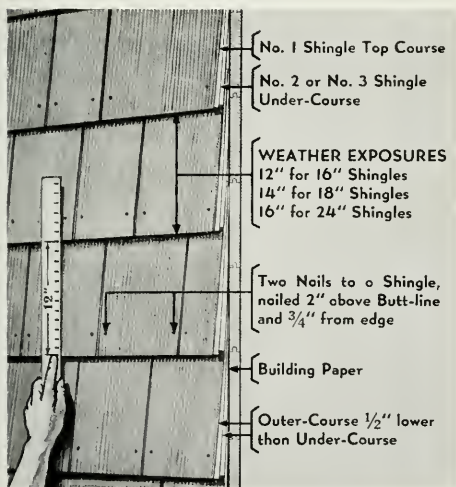 No. 1 Shingle Top Course
No. 2 or No. 3 Shingle
Under-Course
WEATHER EXPOSURES
12" for 16" Shingles
14" for 18" Shingles
16" for 24" Shingles
12"
Two Nails to a Shingle,
nailed 2" above Butt-line
and 3/4" from edge
Building Paper
Outer-Course 1/2" lower
than Under-Course